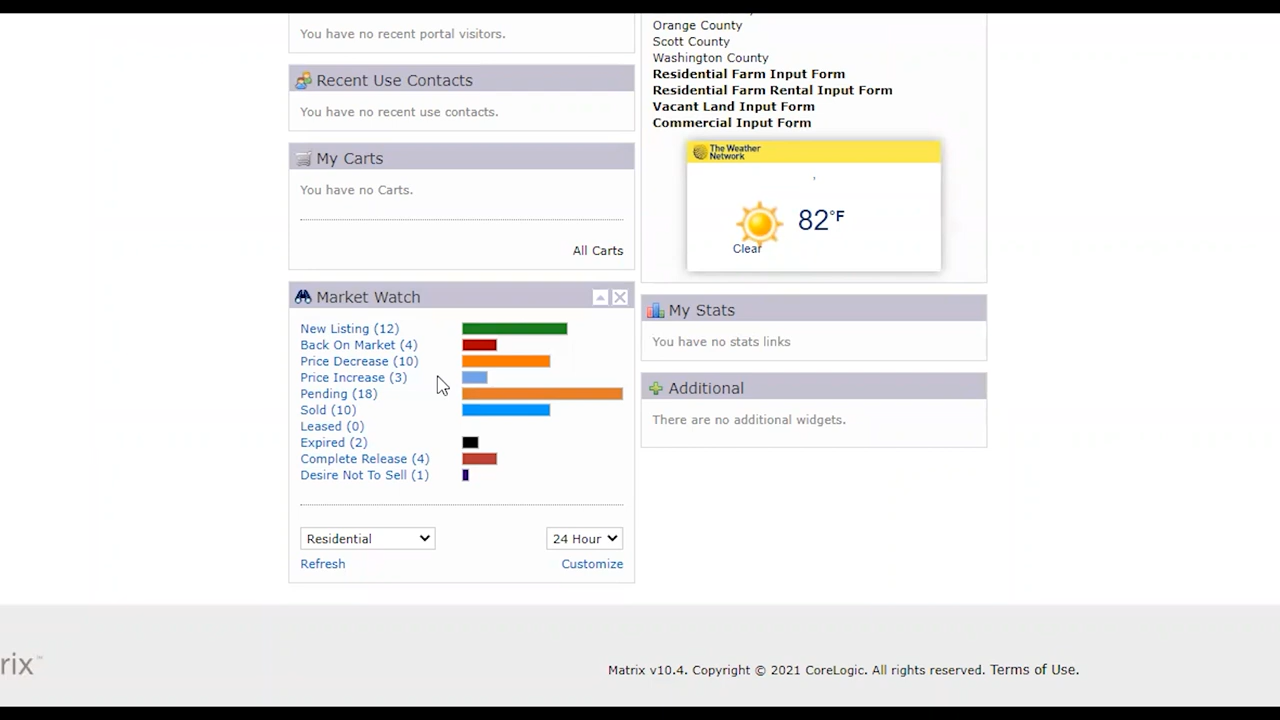 You have no recent portal visitors.
Recent Use Contacts
You have no recent use contacts.
My Carts
You have no Carts.
All Carts
Market Watch
New Listing (12)
Back On Market (4)
Price Decrease (10)
Price Increase (3)
Pending (18)
Sold (10)
Leased (0)
Expired (2)
Complete Release (4)
Desire Not To Sell (1)
Residential
24 Hour
Refresh
Customize
Orange County
Scott County
Washington County
Residential Farm Input Form
Residential Farm Rental Input Form
Vacant Land Input Form
Commercial Input Form
The Weather
Network
,
82°F
Clear
My Stats
You have no stats links
Additional
There are no additional widgets.
rix™
Matrix v10.4. Copyright © 2021 CoreLogic. All rights reserved. Terms of Use.